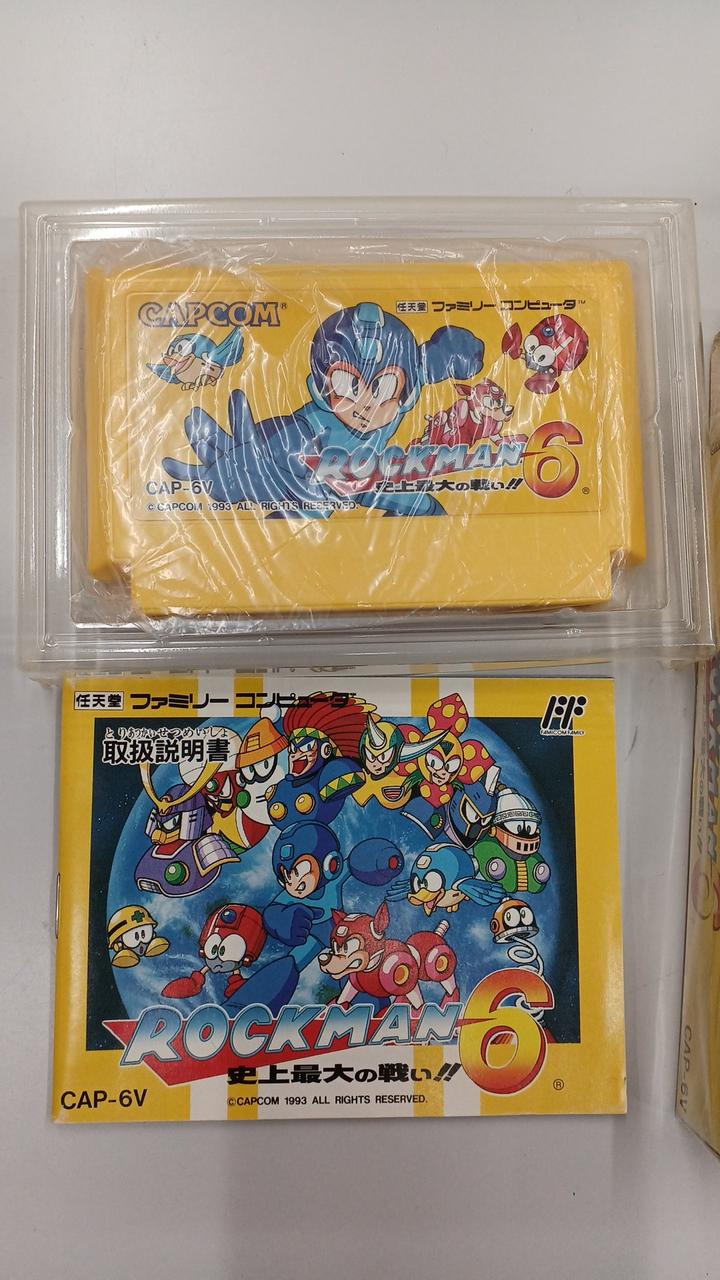 CAPCOM®
任天堂 ファミリーコンピュータ™
ROCKMAN 6
史上最大の戦い!! ®
CAP-6V
© CAPCOM 1993 ALL RIGHTS RESERVED.
任天堂 ファミリーコンピュータ
FF
FAMICOM FAMILY
とりあつかいせつめいしょ
取扱説明書
ROCKMAN 6
史上最大の戦い!! ®
©CAPCOM 1993 ALL RIGHTS RESERVED.
CAP-6V
CAP-6V